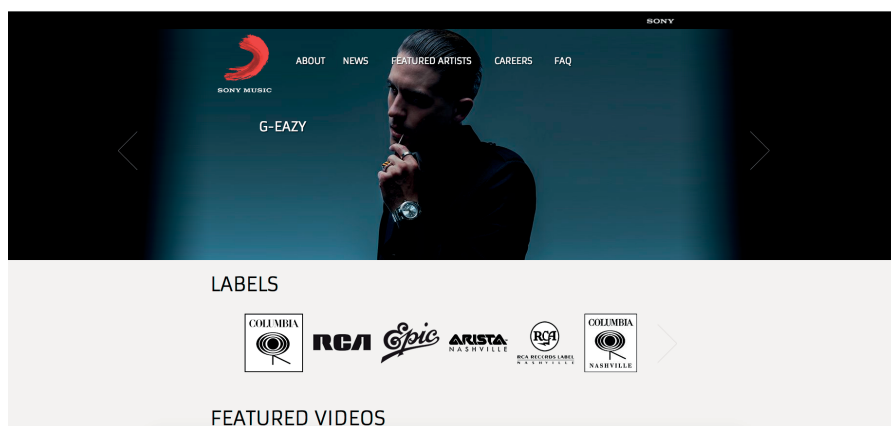 SONY
SONY MUSIC
ABOUT NEWS FEATURED ARTISTS CAREERS FAQ
G-EAZY
LABELS
COLUMBIA
RCA
Epic
ARISTA
NASHVILLE
RCA
RCA RECORDS LABEL
NASHVILLE
COLUMBIA
NASHVILLE
FEATURED VIDEOS